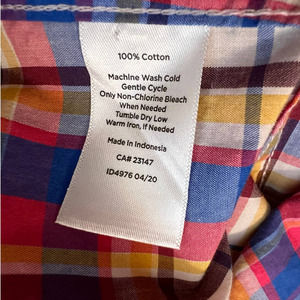 100% Cotton
Machine Wash Cold
Gentle Cycle
Only Non-Chlorine Bleach
When Needed
Tumble Dry Low
Warm Iron, If Needed
Made In Indonesia
CA# 23147
ID4976 04/20